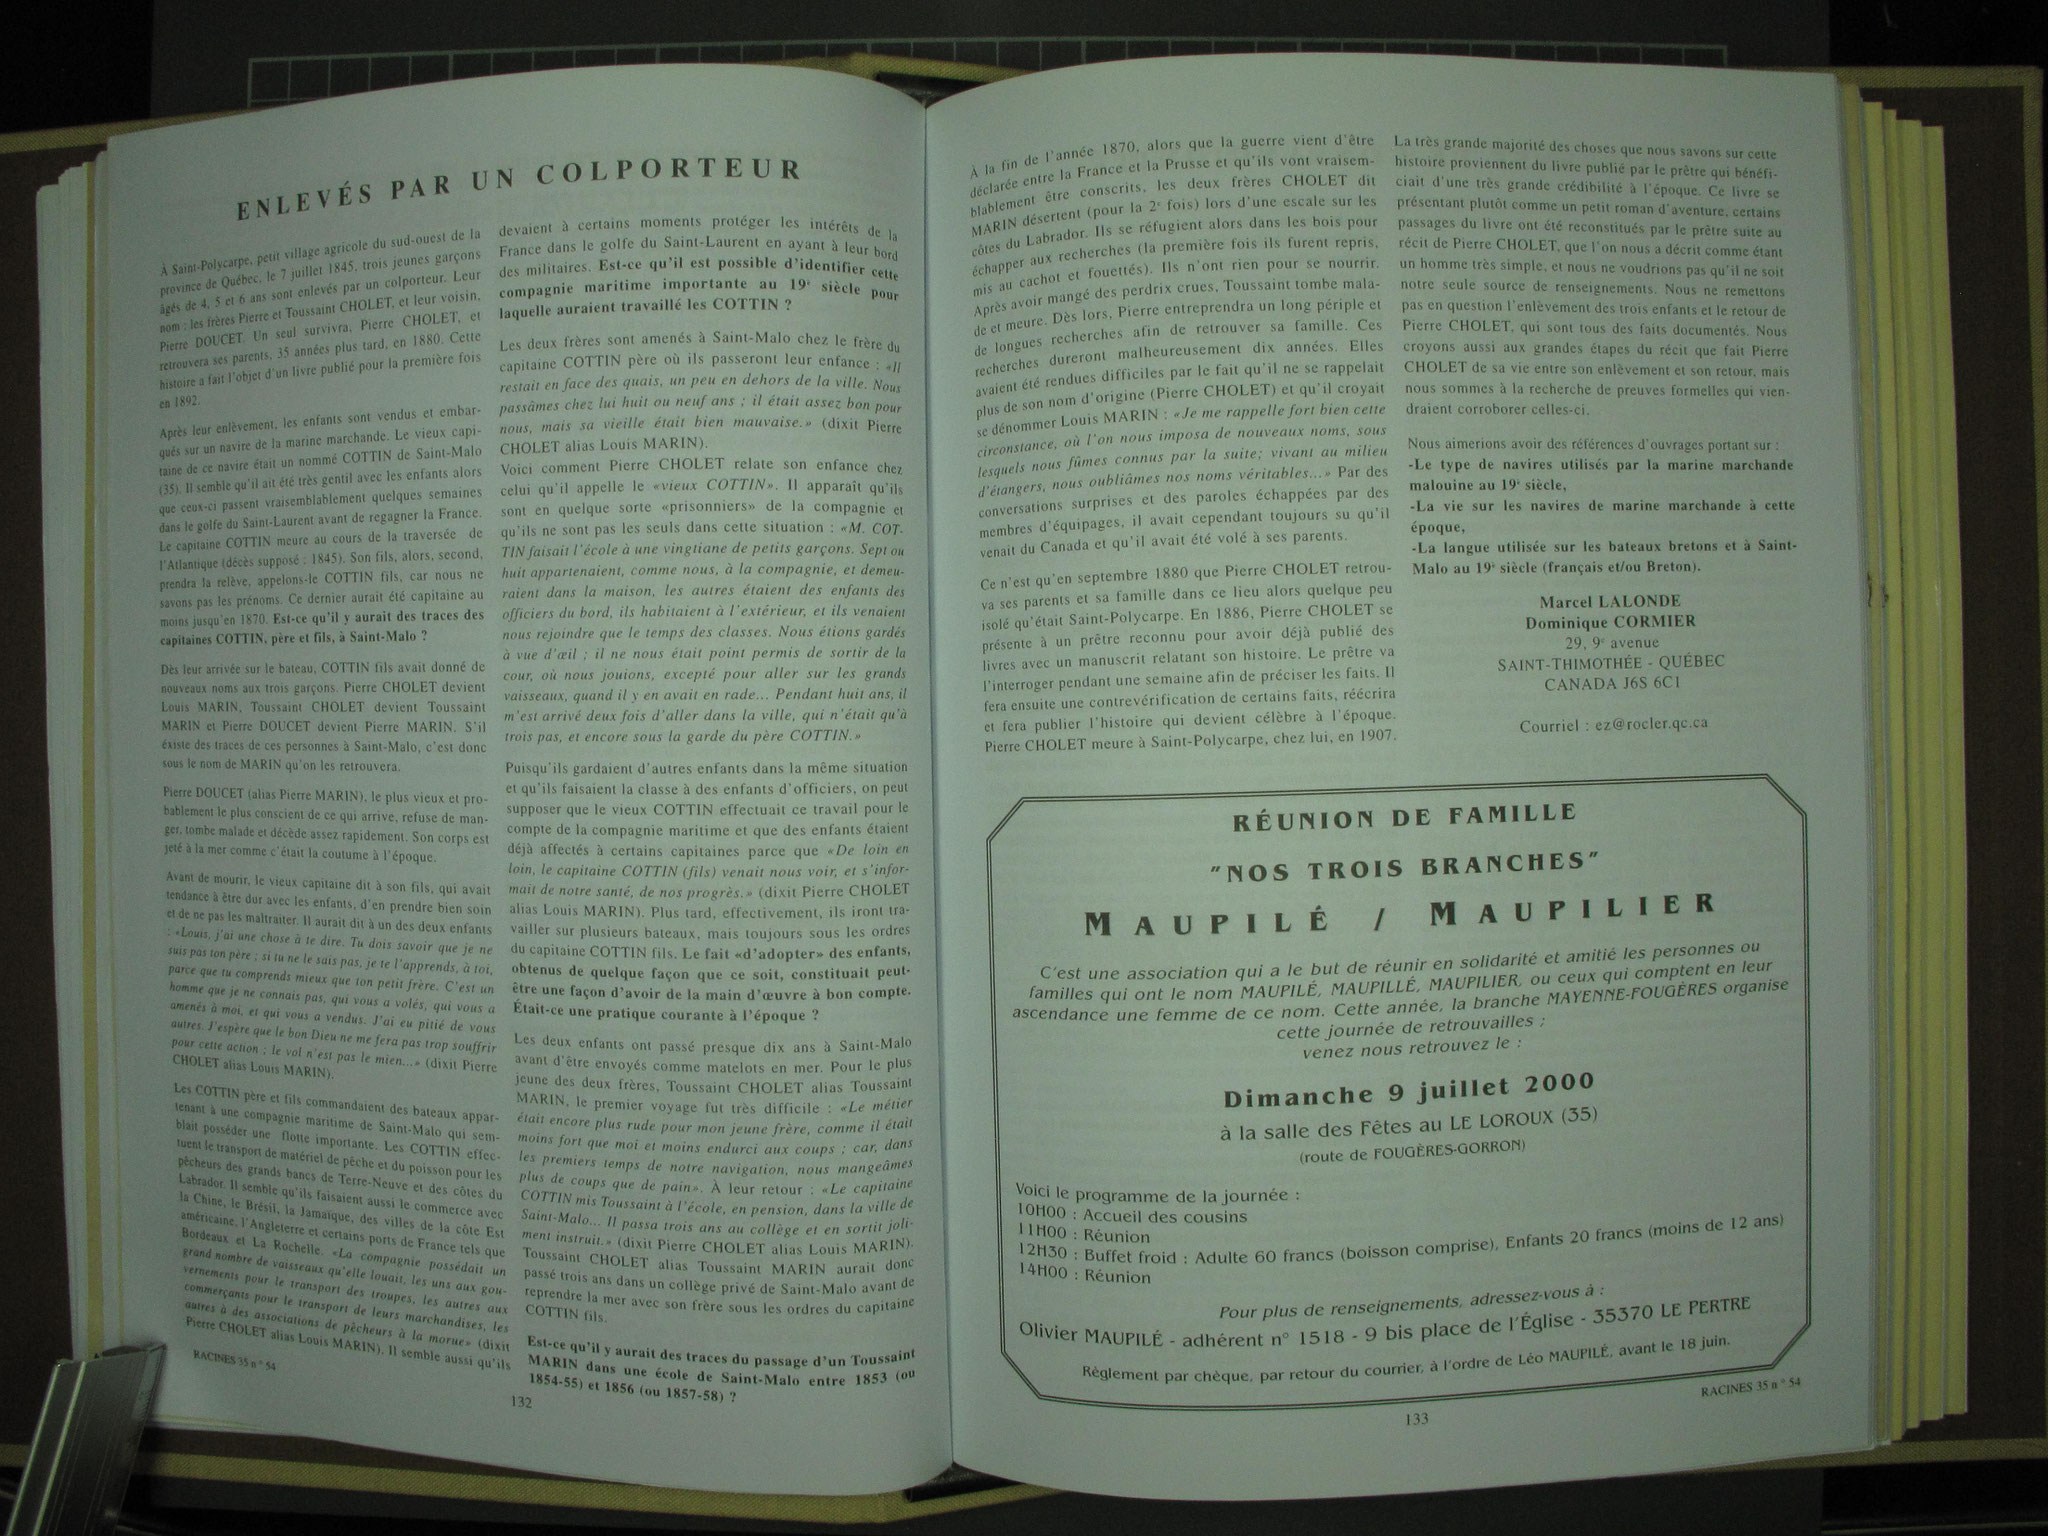 ENLEVÉS PAR UN COLPORTEUR
À Saint-Polycarpe, petit village agricole du sud-ouest de la
province de Québec, le 7 juillet 1845, trois jeunes garçons
âgés de 4, 5 et 6 ans sont enlevés par un colporteur. Leur
nom : les frères Pierre et Toussaint CHOLET, et leur voisin,
Pierre DOUCET. Un seul survivra, Pierre CHOLET, et
retrouvera ses parents, 35 années plus tard, en 1880. Cette
histoire a fait l'objet d'un livre publié pour la première fois
en 1892.
Après leur enlèvement, les enfants sont vendus et embar-
qués sur un navire de la marine marchande. Le vieux capi-
taine de ce navire était un nommé COTTIN de Saint-Malo
(35). Il semble qu'il ait été très gentil avec les enfants alors
que ceux-ci passent vraisemblablement quelques semaines
dans le golfe du Saint-Laurent avant de regagner la France.
Le capitaine COTTIN meure au cours de la traversée de
l'Atlantique (décès supposé : 1845). Son fils, alors, second,
prendra la relève, appelons-le COTTIN fils, car nous ne
savons pas les prénoms. Ce dernier aurait été capitaine au
moins jusqu'en 1870. Est-ce qu'il y aurait des traces des
capitaines COTTIN, père et fils, à Saint-Malo ?
Dès leur arrivée sur le bateau, COTTIN fils avait donné de
nouveaux noms aux trois garçons. Pierre CHOLET devient
Louis MARIN, Toussaint CHOLET devient Toussaint
MARIN et Pierre DOUCET devient Pierre MARIN. S'il
éxiste des traces de ces personnes à Saint-Malo, c'est donc
sous le nom de MARIN qu'on les retrouvera.
Pierre DOUCET (alias Pierre MARIN), le plus vieux et pro-
bablement le plus conscient de ce qui arrive, refuse de man-
ger, tombe malade et décède assez rapidement. Son corps est
jeté à la mer comme c'était la coutume à l'époque.
Avant de mourir, le vieux capitaine dit à son fils, qui avait
tendance à être dur avec les enfants, d'en prendre bien soin
et de ne pas les maltraiter. Il aurait dit à un des deux enfants
: «Louis, j'ai une chose à te dire. Tu dois savoir que je ne
suis pas ton père ; si tu ne le sais pas, je te l'apprends, à toi,
parce que tu comprends mieux que ton petit frère. C'est un
homme que je ne connais pas, qui vous a volés, qui vous a
amenés à moi, et qui vous a vendus. J'ai eu pitié de vous
autres. J'espère que le bon Dieu ne me fera pas trop souffrir
pour cette action ; le vol n'est pas le mien...» (dixit Pierre
CHOLET alias Louis MARIN).
Les COTTIN père et fils commandaient des bateaux appar-
tenant à une compagnie maritime de Saint-Malo qui sem-
blait posséder une flotte importante. Les COTTIN effec-
tuent le transport de matériel de pêche et du poisson pour les
pêcheurs des grands bancs de Terre-Neuve et des côtes du
Labrador. Il semble qu'ils faisaient aussi le commerce avec
la Chine, le Brésil, la Jamaïque, des villes de la côte Est
américaine, l'Angleterre et certains ports de France tels que
Bordeaux et La Rochelle. «La compagnie possédait un
grand nombre de vaisseaux qu'elle louait, les uns aux gou-
vernements pour le transport des troupes, les autres aux
commerçants pour le transport de leurs marchandises, les
autres à des associations de pêcheurs à la morue» (dixit
Pierre CHOLET alias Louis MARIN). Il semble aussi qu'ils
RACINES 35 n° 54
devaient à certains moments protéger les intérêts de la
France dans le golfe du Saint-Laurent en ayant à leur bord
des militaires. Est-ce qu'il est possible d'identifier cette
compagnie maritime importante au 19e siècle pour
laquelle auraient travaillé les COTTIN ?
Les deux frères sont amenés à Saint-Malo chez le frère du
capitaine COTTIN père où ils passeront leur enfance : «Il
restait en face des quais, un peu en dehors de la ville. Nous
passâmes chez lui huit ou neuf ans ; il était assez bon pour
nous, mais sa vieille était bien mauvaise.» (dixit Pierre
CHOLET alias Louis MARIN).
Voici comment Pierre CHOLET relate son enfance chez
celui qu'il appelle le «vieux COTTIN». Il apparaît qu'ils
sont en quelque sorte «prisonniers» de la compagnie et
qu'ils ne sont pas les seuls dans cette situation : «M. COT-
TIN faisait l'école à une vingtiane de petits garçons. Sept ou
huit appartenaient, comme nous, à la compagnie, et demeu-
raient dans la maison, les autres étaient des enfants des
officiers du bord, ils habitaient à l'extérieur, et ils venaient
nous rejoindre que le temps des classes. Nous étions gardés
à vue d'œil ; il ne nous était point permis de sortir de la
cour, où nous jouions, excepté pour aller sur les grands
vaisseaux, quand il y en avait en rade... Pendant huit ans, il
m'est arrivé deux fois d'aller dans la ville, qui n'était qu'à
trois pas, et encore sous la garde du père COTTIN.»
Puisqu'ils gardaient d'autres enfants dans la même situation
et qu'ils faisaient la classe à des enfants d'officiers, on peut
supposer que le vieux COTTIN effectuait ce travail pour le
compte de la compagnie maritime et que des enfants étaient
déjà affectés à certains capitaines parce que «De loin en
loin, le capitaine COTTIN (fils) venait nous voir, et s'infor-
mait de notre santé, de nos progrès.» (dixit Pierre CHOLET
alias Louis MARIN). Plus tard, effectivement, ils iront tra-
vailler sur plusieurs bateaux, mais toujours sous les ordres
du capitaine COTTIN fils. Le fait «d'adopter» des enfants,
obtenus de quelque façon que ce soit, constituait peut-
être une façon d'avoir de la main d'œuvre à bon compte.
Était-ce une pratique courante à l'époque ?
Les deux enfants ont passé presque dix ans à Saint-Malo
avant d'être envoyés comme matelots en mer. Pour le plus
jeune des deux frères, Toussaint CHOLET alias Toussaint
MARIN, le premier voyage fut très difficile : «Le métier
était encore plus rude pour mon jeune frère, comme il était
moins fort que moi et moins endurci aux coups ; car, dans
les premiers temps de notre navigation, nous mangeâmes
plus de coups que de pain». À leur retour : «Le capitaine
COTTIN mis Toussaint à l'école, en pension, dans la ville de
Saint-Malo... Il passa trois ans au collège et en sortit joli-
ment instruit.» (dixit Pierre CHOLET alias Louis MARIN).
Toussaint CHOLET alias Toussaint MARIN aurait donc
passé trois ans dans un collège privé de Saint-Malo avant de
reprendre la mer avec son frère sous les ordres du capitaine
COTTIN fils.
Est-ce qu'il y aurait des traces du passage d'un Toussaint
MARIN dans une école de Saint-Malo entre 1853 (ou
1854-55) et 1856 (ou 1857-58) ?
132
À la fin de l'année 1870, alors que la guerre vient d'être
déclarée entre la France et la Prusse et qu'ils vont vraisem-
blablement être conscrits, les deux frères CHOLET dit
MARIN désertent (pour la 2e fois) lors d'une escale sur les
côtes du Labrador. Ils se réfugient alors dans les bois pour
échapper aux recherches (la première fois ils furent repris,
mis au cachot et fouettés). Ils n'ont rien pour se nourrir.
Après avoir mangé des perdrix crues, Toussaint tombe mala-
de et meure. Dès lors, Pierre entreprendra un long périple et
de longues recherches afin de retrouver sa famille. Ces
recherches dureront malheureusement dix années. Elles
avaient été rendues difficiles par le fait qu'il ne se rappelait
plus de son nom d'origine (Pierre CHOLET) et qu'il croyait
se dénommer Louis MARIN : «Je me rappelle fort bien cette
circonstance, où l'on nous imposa de nouveaux noms, sous
lesquels nous fûmes connus par la suite; vivant au milieu
d'étangers, nous oubliâmes nos noms véritables...» Par des
conversations surprises et des paroles échappées par des
membres d'équipages, il avait cependant toujours su qu'il
venait du Canada et qu'il avait été volé à ses parents.
Ce n'est qu'en septembre 1880 que Pierre CHOLET retrou-
va ses parents et sa famille dans ce lieu alors quelque peu
isolé qu'était Saint-Polycarpe. En 1886, Pierre CHOLET se
présente à un prêtre reconnu pour avoir déjà publié des
livres avec un manuscrit relatant son histoire. Le prêtre va
l'interroger pendant une semaine afin de préciser les faits. Il
fera ensuite une contrevérification de certains faits, réécrira
et fera publier l'histoire qui devient célèbre à l'époque.
Pierre CHOLET meure à Saint-Polycarpe, chez lui, en 1907.
La très grande majorité des choses que nous savons sur cette
histoire proviennent du livre publié par le prêtre qui bénéfi-
ciait d'une très grande crédibilité à l'époque. Ce livre se
présentant plutôt comme un petit roman d'aventure, certains
passages du livre ont été reconstitués par le prêtre suite au
récit de Pierre CHOLET, que l'on nous a décrit comme étant
un homme très simple, et nous ne voudrions pas qu'il ne soit
notre seule source de renseignements. Nous ne remettons
pas en question l'enlèvement des trois enfants et le retour de
Pierre CHOLET, qui sont tous des faits documentés. Nous
croyons aussi aux grandes étapes du récit que fait Pierre
CHOLET de sa vie entre son enlèvement et son retour, mais
nous sommes à la recherche de preuves formelles qui vien-
draient corroborer celles-ci.
Nous aimerions avoir des références d'ouvrages portant sur :
-Le type de navires utilisés par la marine marchande
malouine au 19e siècle,
-La vie sur les navires de marine marchande à cette
époque,
-La langue utilisée sur les bateaux bretons et à Saint-
Malo au 19e siècle (français et/ou Breton).
Marcel LALONDE
Dominique CORMIER
29, 9e avenue
SAINT-THIMOTHÉE - QUÉBEC
CANADA J6S 6C1
Courriel : ez@rocler.qc.ca
RÉUNION DE FAMILLE
"NOS TROIS BRANCHES"
MAUPILÉ / MAUPILIER
C'est une association qui a le but de réunir en solidarité et amitié les personnes ou
familles qui ont le nom MAUPILÉ, MAUPILLÉ, MAUPILIER, ou ceux qui comptent en leur
ascendance une femme de ce nom. Cette année, la branche MAYENNE-FOUGÈRES organise
cette journée de retrouvailles ;
venez nous retrouvez le :
Dimanche 9 juillet 2000
à la salle des Fêtes au LE LOROUX (35)
(route de FOUGÈRES-GORRON)
Voici le programme de la journée :
10H00 : Accueil des cousins
11H00 : Réunion
12H30 : Buffet froid : Adulte 60 francs (boisson comprise), Enfants 20 francs (moins de 12 ans)
14H00 : Réunion
Pour plus de renseignements, adressez-vous à :
Olivier MAUPILÉ - adhérent n° 1518 - 9 bis place de l'Église - 35370 LE PERTRE
Règlement par chèque, par retour du courrier, à l'ordre de Léo MAUPILÉ, avant le 18 juin.
RACINES 35 n° 54
133